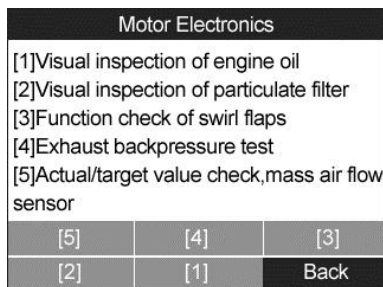 Motor Electronics
[1]Visual inspection of engine oil
[2]Visual inspection of particulate filter
[3]Function check of swirl flaps
[4]Exhaust backpressure test
[5]Actual/target value check,mass air flow
sensor
[5] [4] [3]
[2] [1] Back